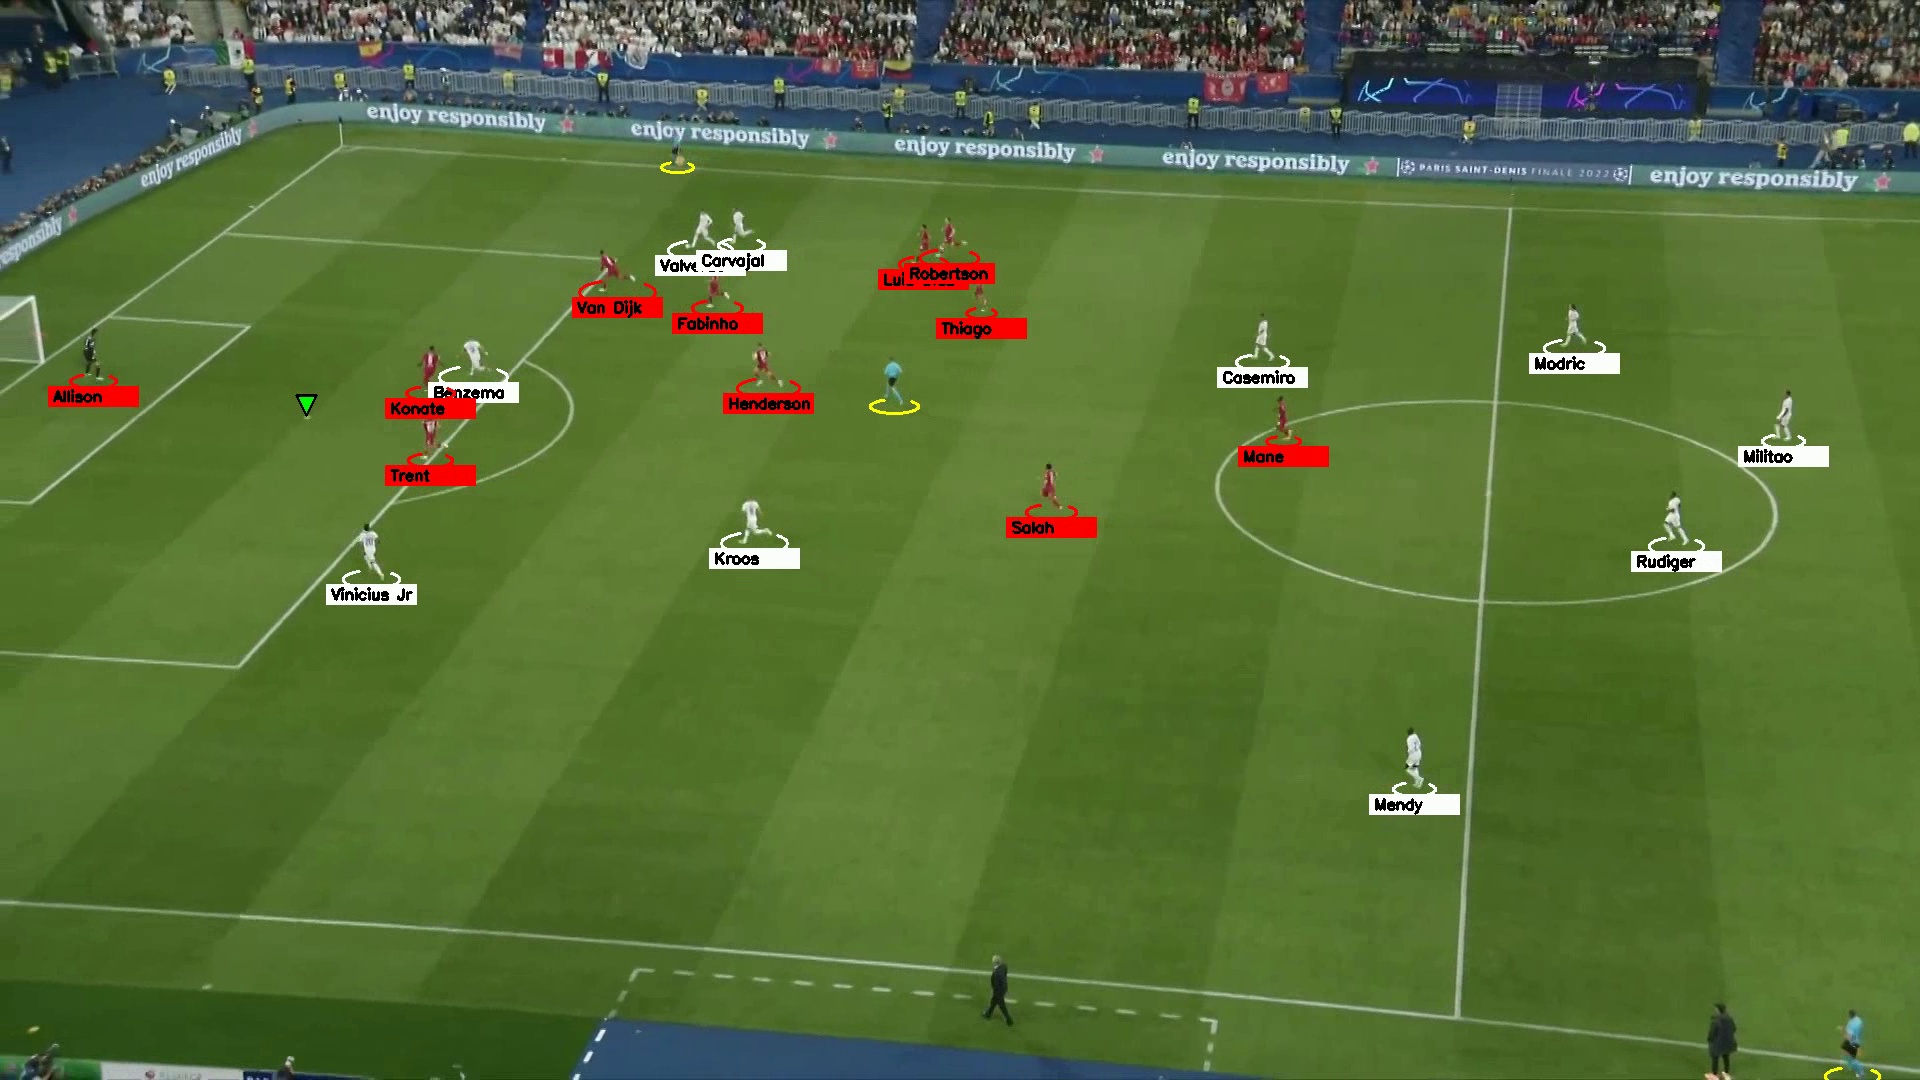 enjoy responsibly
enjoy responsibly
enjoy responsibly
enjoy responsibly
enjoy responsibly
PARIS SAINT-DENIS FINALE 2022
enjoy responsibly
enjoy responsibly
Carvajal
Robertson
Van Dijk
Fabinho
Thiago
Casemiro
Modric
Benzema
Allison
Konate
Henderson
Mane
Militao
Trent
Salah
Kroos
Rudiger
Vinicius Jr
Mendy